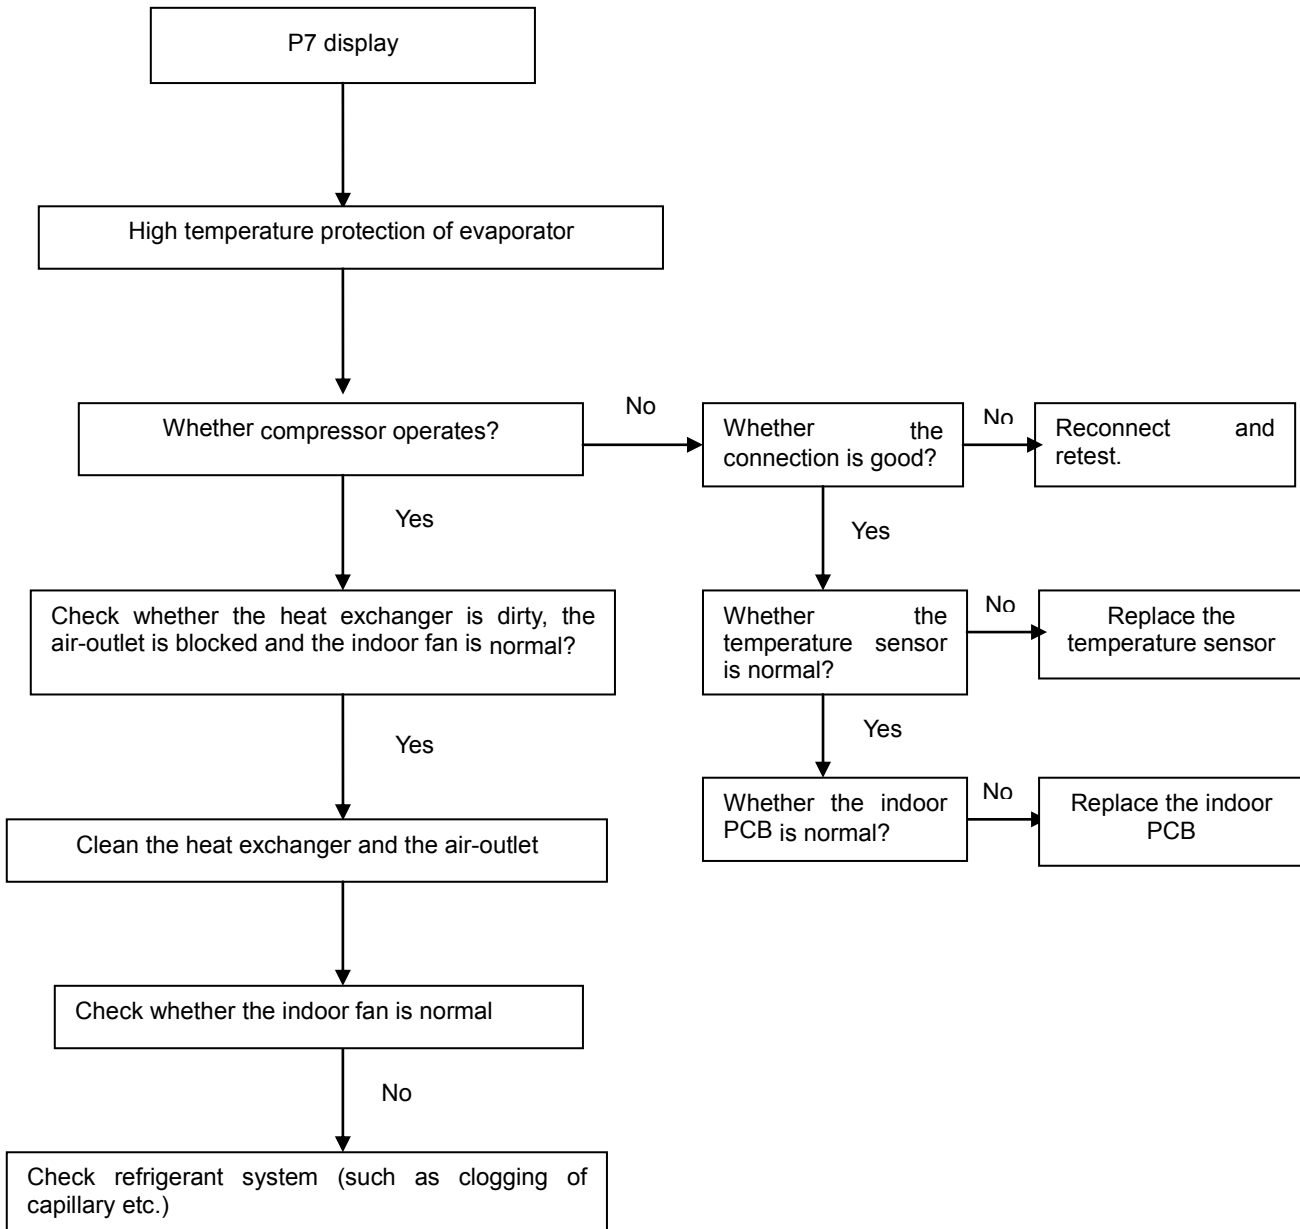 P7 display
High temperature protection of evaporator
Whether compressor operates?
No
Whether the
connection is good?
No
Reconnect and
retest.
Yes
Yes
Check whether the heat exchanger is dirty, the
air-outlet is blocked and the indoor fan is normal?
Whether the
temperature sensor
is normal?
No
Replace the
temperature sensor
Yes
Yes
Clean the heat exchanger and the air-outlet
Whether the indoor
PCB is normal?
No
Replace the indoor
PCB
Check whether the indoor fan is normal
No
Check refrigerant system (such as clogging of
capillary etc.)